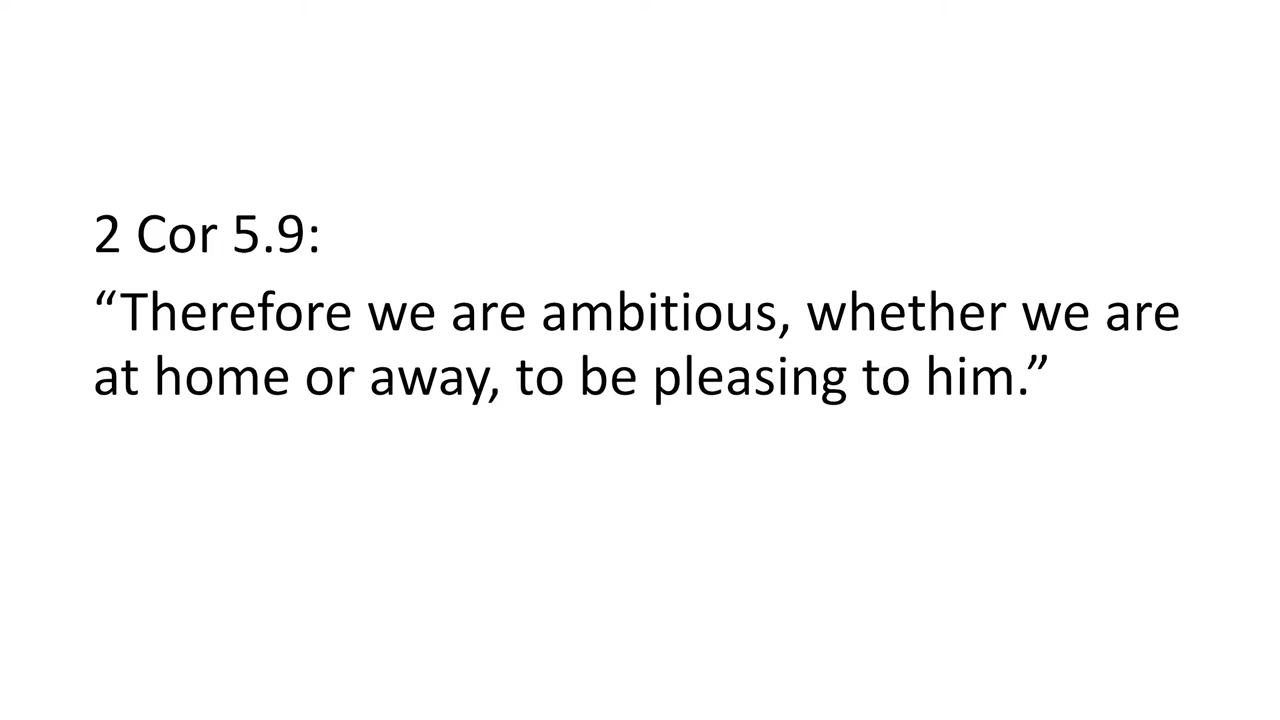 2 Cor 5.9:
“Therefore we are ambitious, whether we are
at home or away, to be pleasing to him.”